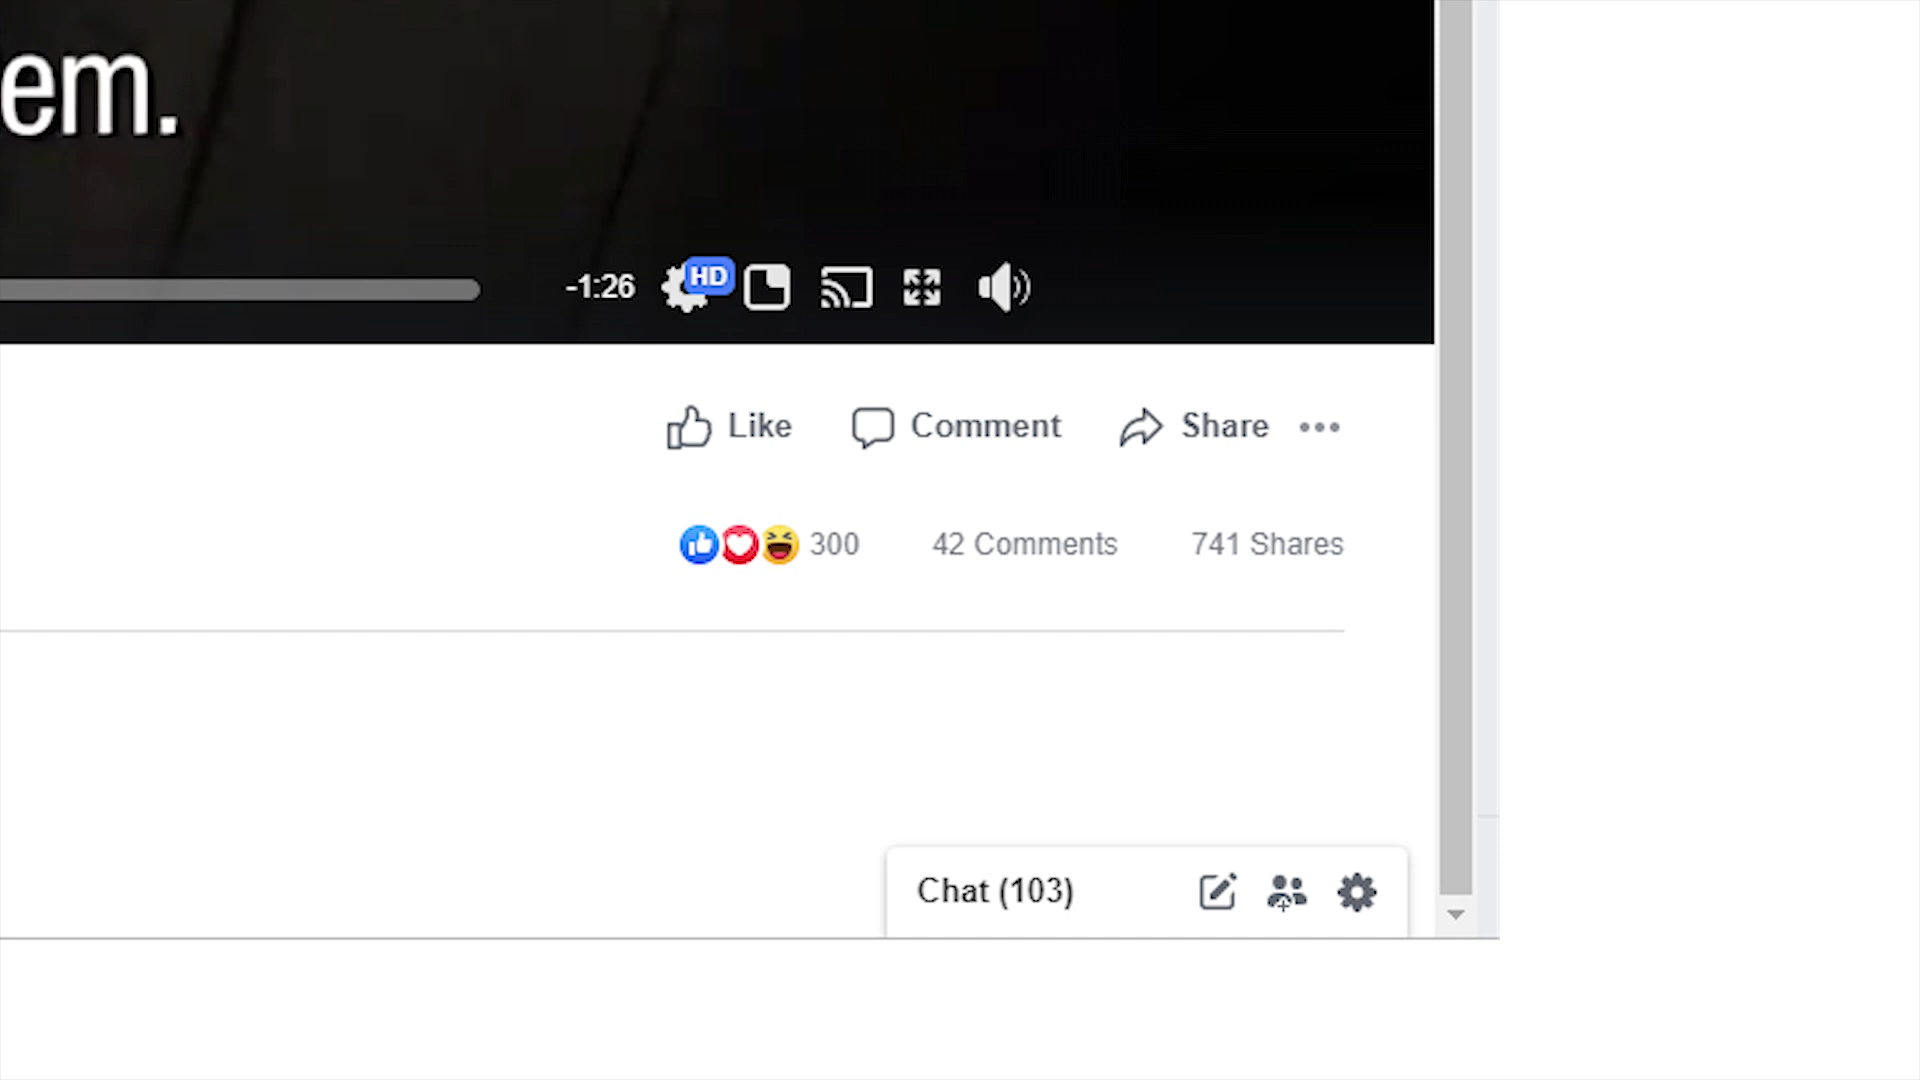 em.
-1:26 HD
Like Comment Share
300 42 Comments 741 Shares
Chat (103)